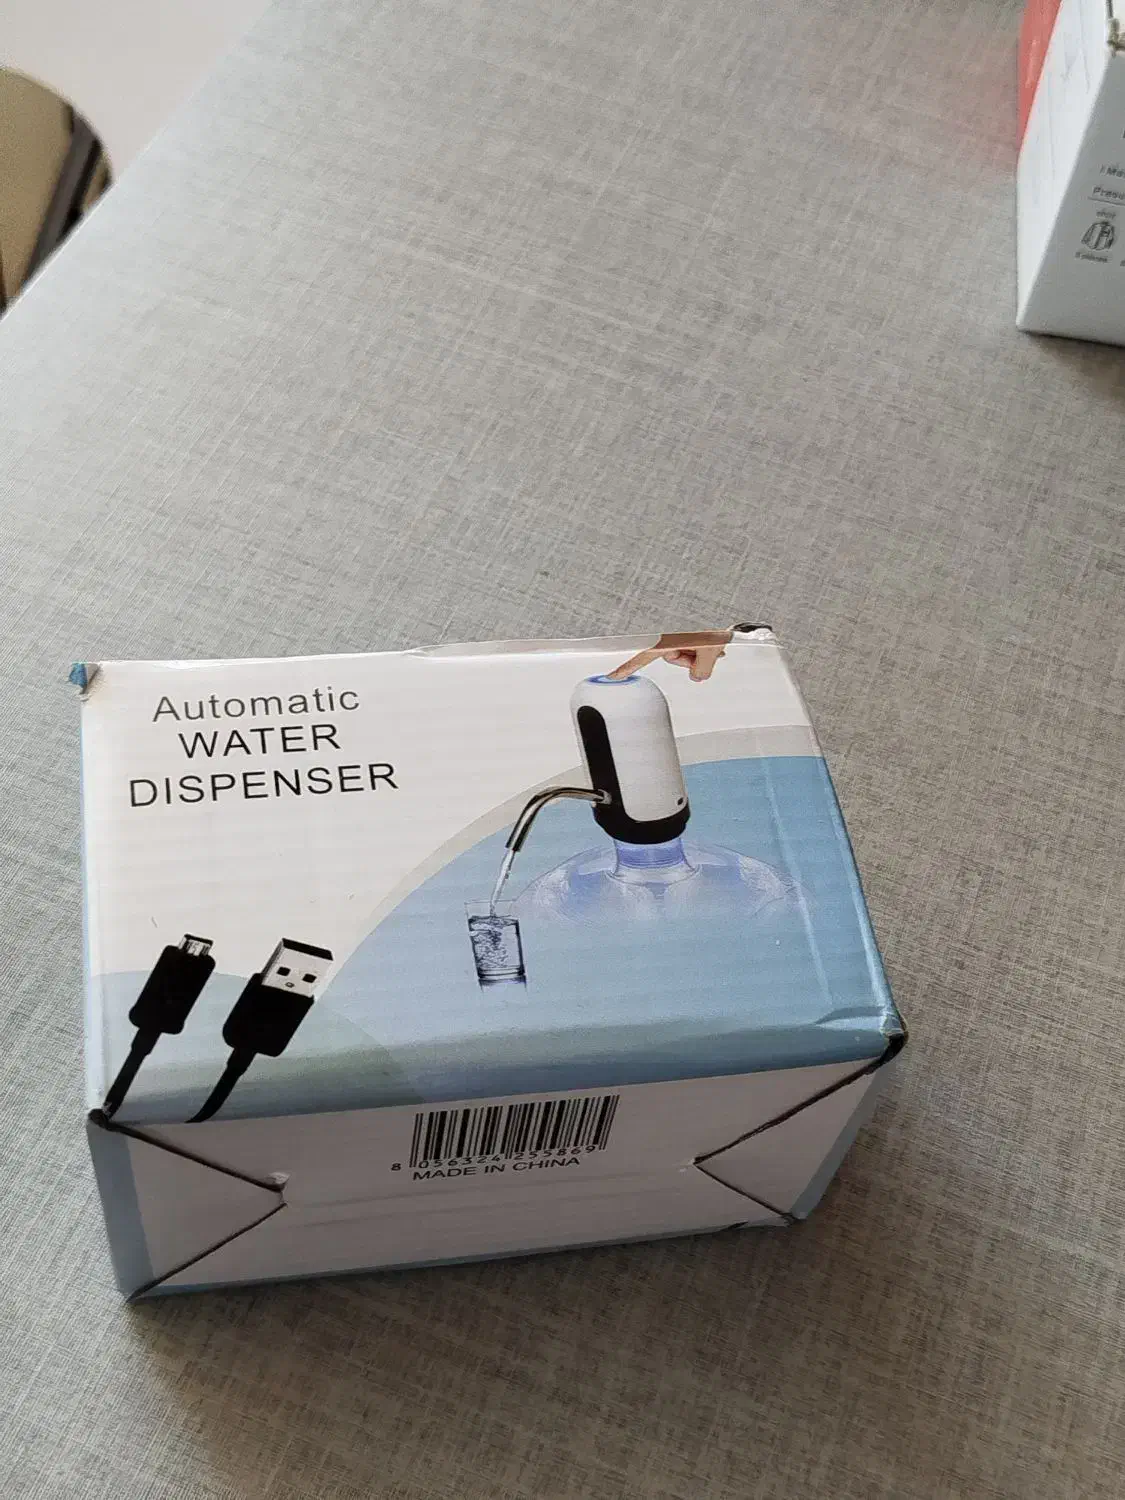 Automatic
WATER
DISPENSER
8 056324 255869
MADE IN CHINA